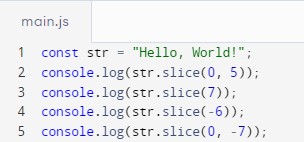 main.js
1 const str = "Hello, World!";
2 console.log(str.slice(0, 5));
3 console.log(str.slice(7));
4 console.log(str.slice(-6));
5 console.log(str.slice(0, -7));